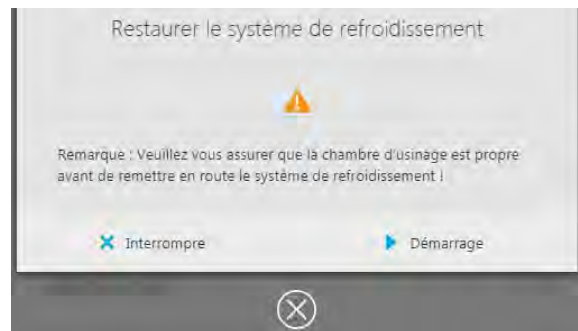 Restaurer le système de refroidissement
Remarque : Veuillez vous assurer que la chambre d'usinage est propre
avant de remettre en route le système de refroidissement !
Interrompre
Démarrage